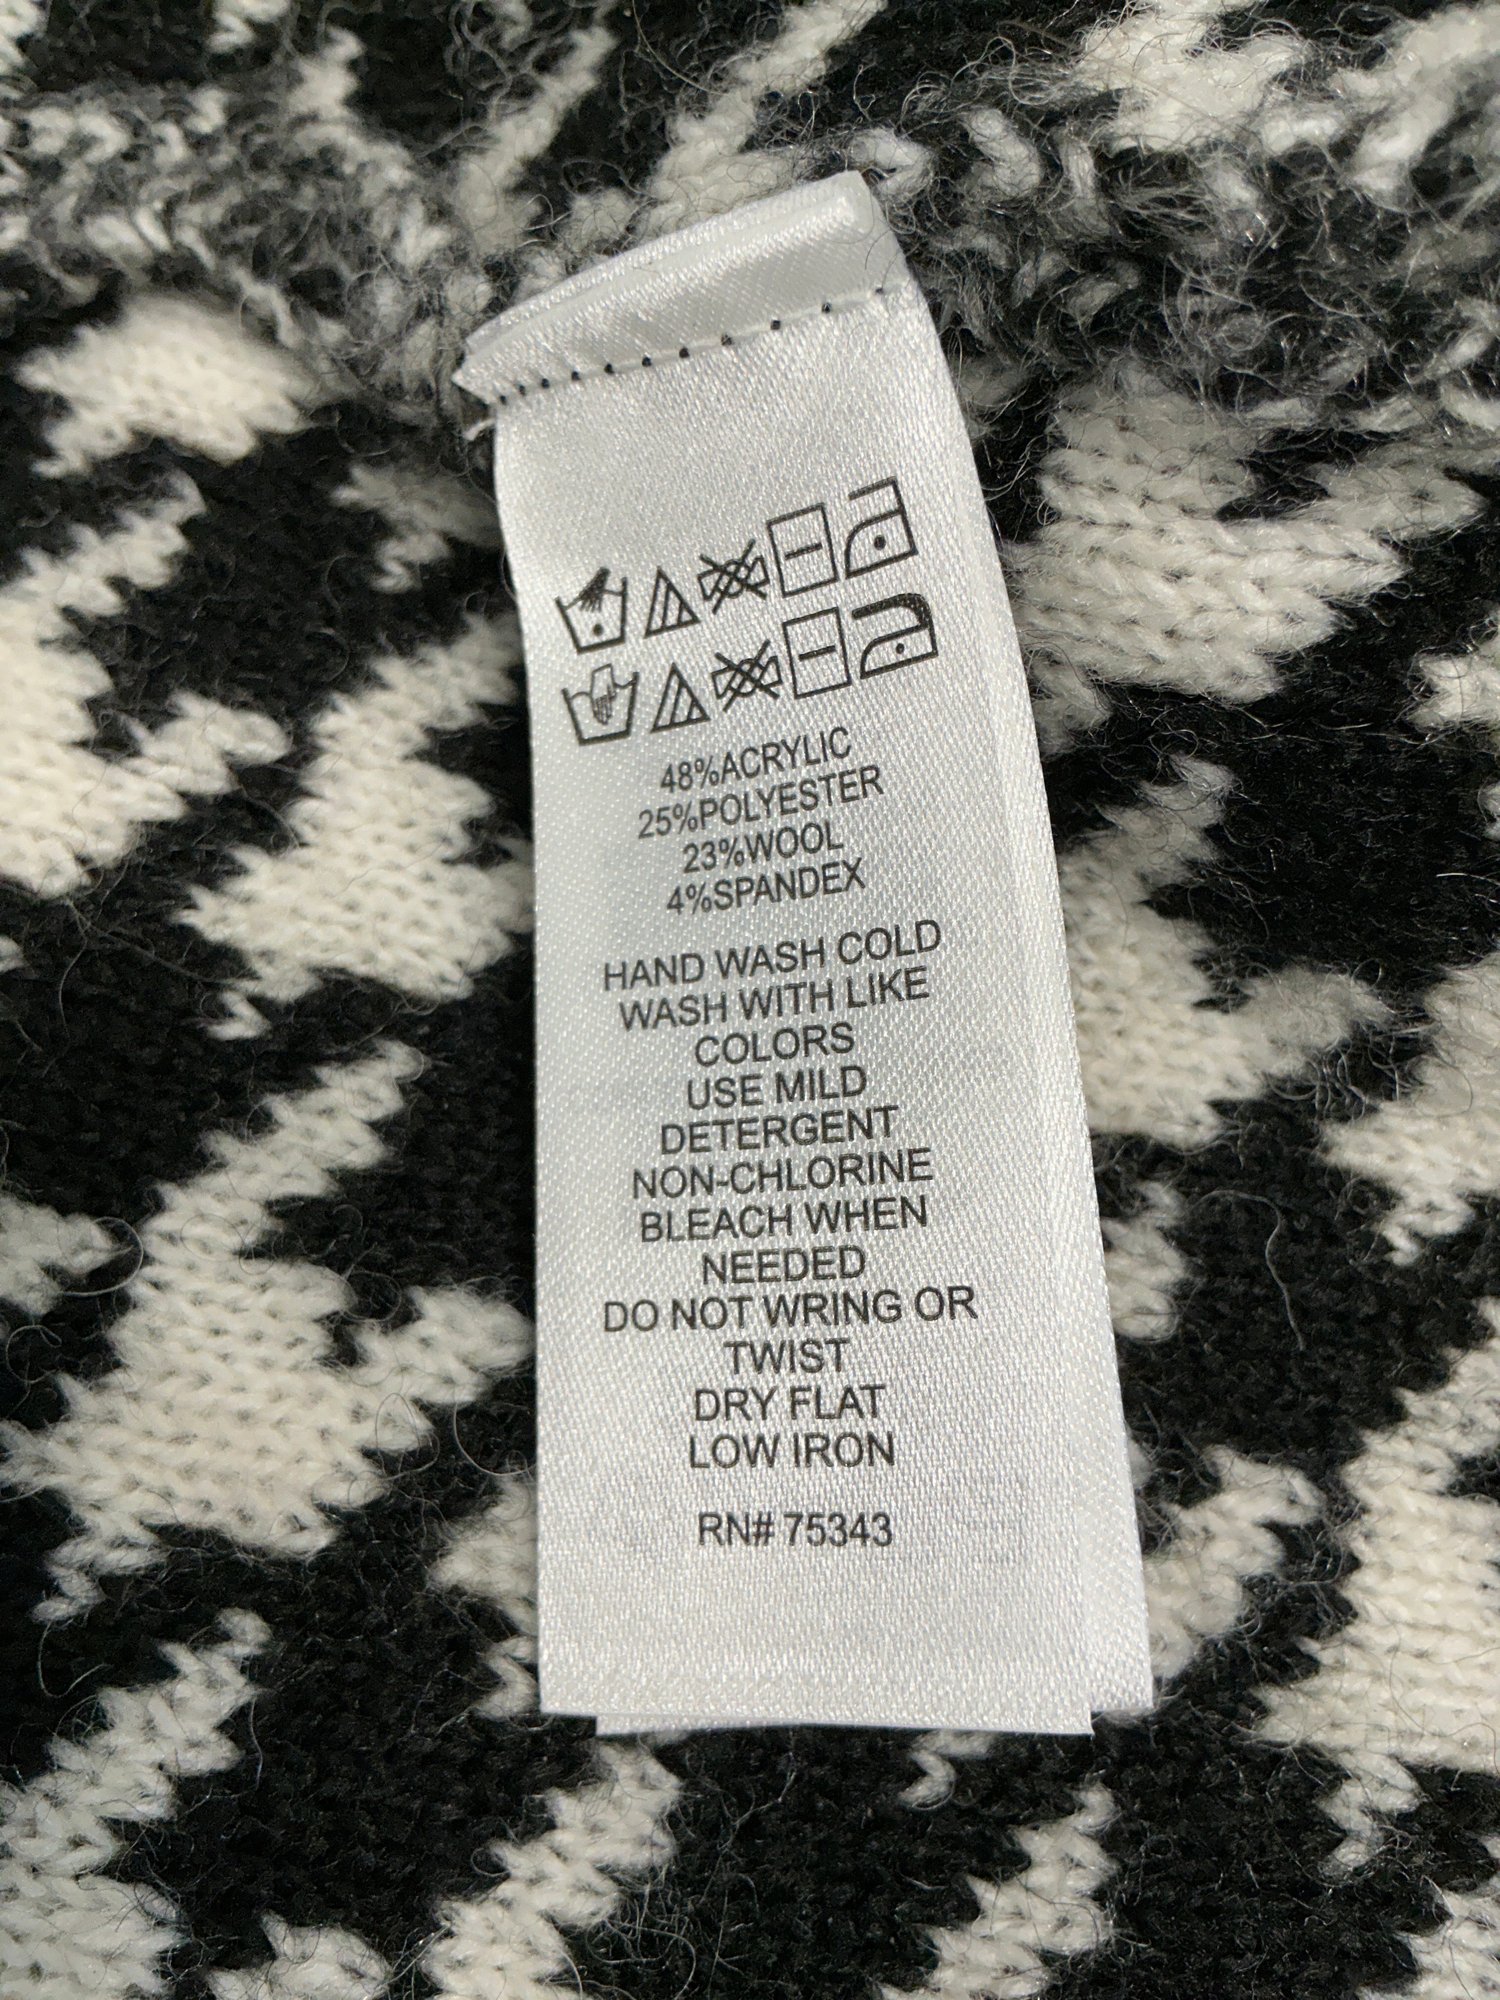 48%ACRYLIC
25%POLYESTER
23%WOOL
4%SPANDEX
HAND WASH COLD
WASH WITH LIKE
COLORS
USE MILD
DETERGENT
NON-CHLORINE
BLEACH WHEN
NEEDED
DO NOT WRING OR
TWIST
DRY FLAT
LOW IRON
RN# 75343